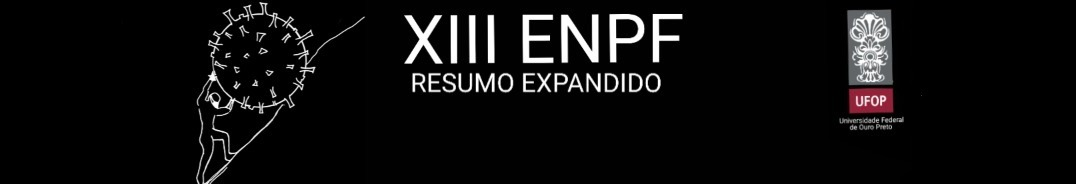 XIII ENPF
RESUMO EXPANDIDO
UFOP
Universidade Federal
de Ouro Preto